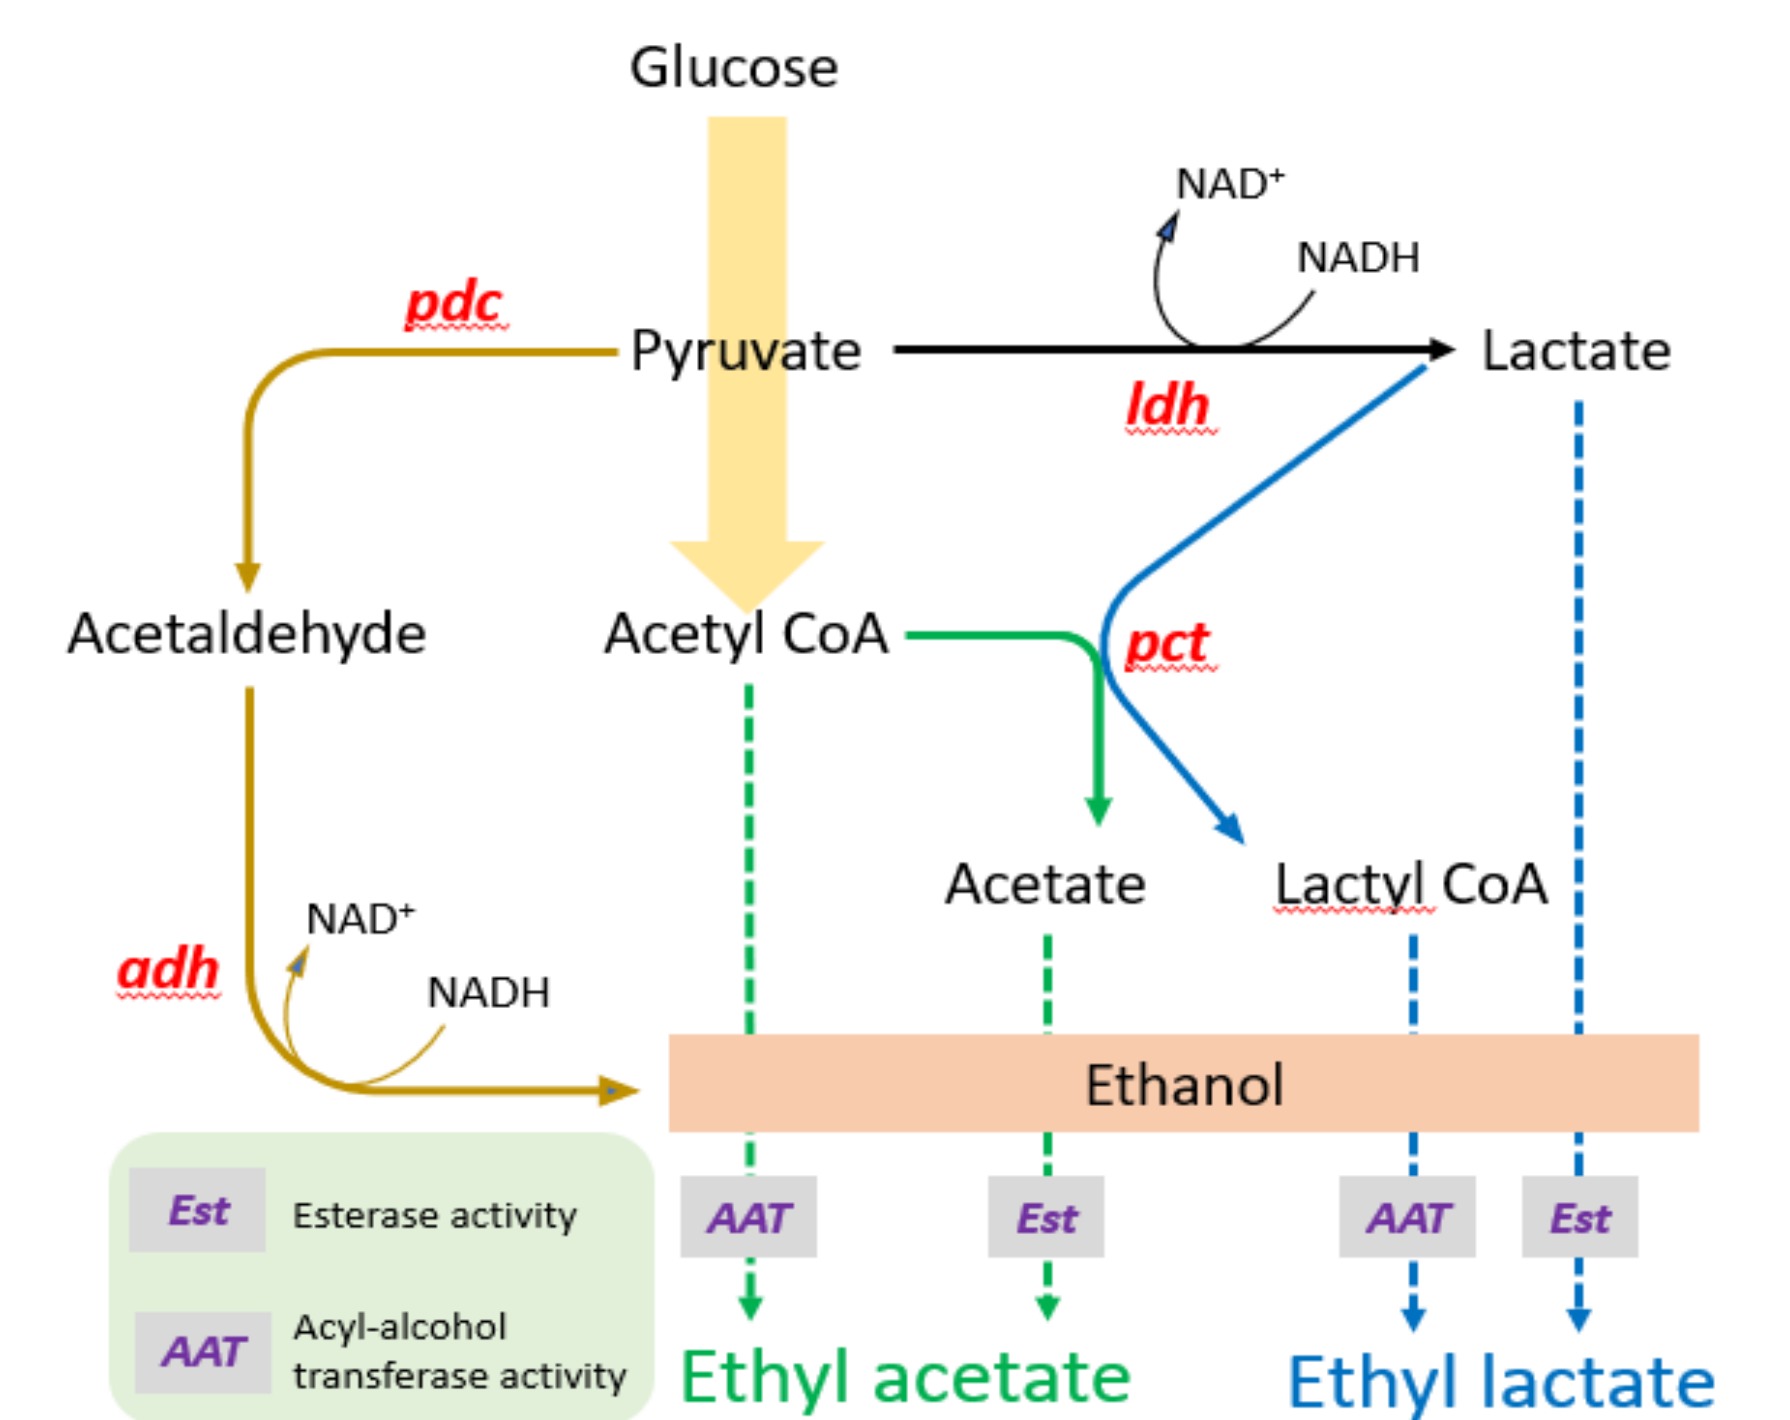 Glucose
NAD⁺
NADH
pdc
Pyruvate
Lactate
ldh
Acetaldehyde
Acetyl CoA
pct
Acetate
Lactyl CoA
NAD⁺
adh
NADH
Ethanol
Est
Esterase activity
AAT
Est
AAT
Est
AAT
Acyl-alcohol
transferase activity
Ethyl acetate
Ethyl lactate